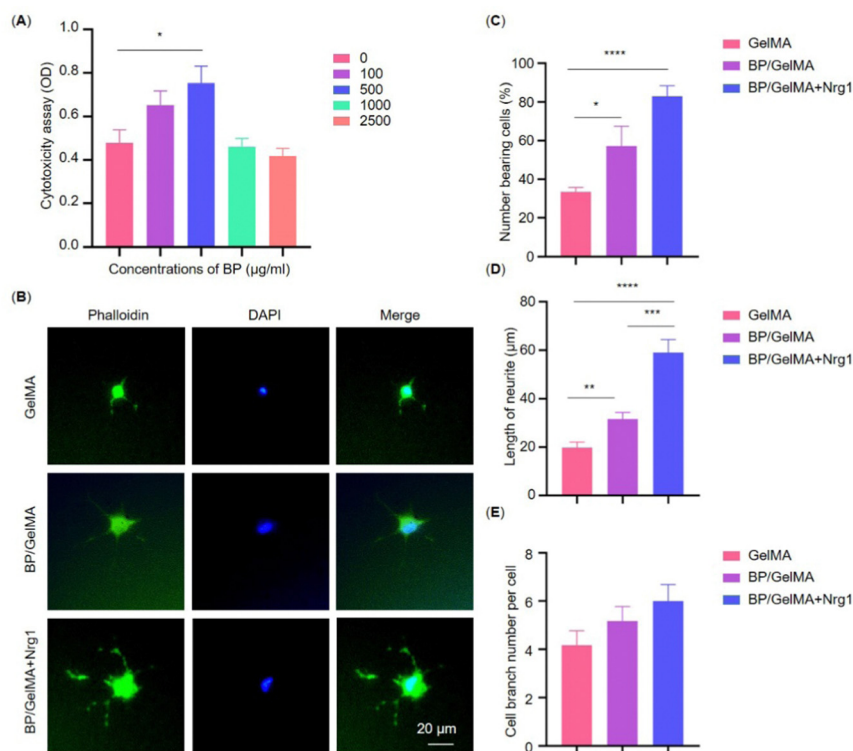 (A)
*
1.0
0.8
0.6
0.4
0.2
0.0
Cytotoxicity assay (OD)
Concentrations of BP (µg/ml)
0
100
500
1000
2500
(B)
Phalloidin
DAPI
Merge
GelMA
BP/GelMA
BP/GelMA+Nrg1
20 µm
(C)
****
*
100
80
60
40
20
0
Number bearing cells (%)
GelMA
BP/GelMA
BP/GelMA+Nrg1
(D)
****
***
**
80
60
40
20
0
Length of neurite (µm)
GelMA
BP/GelMA
BP/GelMA+Nrg1
(E)
8
6
4
2
0
Cell branch number per cell
GelMA
BP/GelMA
BP/GelMA+Nrg1